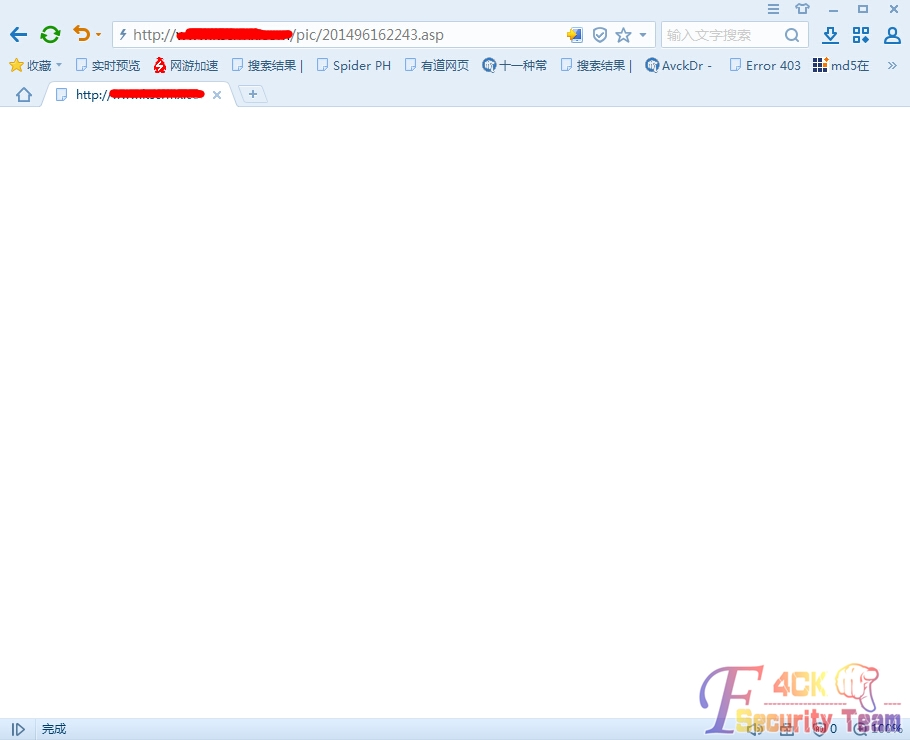 http:// /pic/201496162243.asp 输入文字搜索
收藏 实时预览 网游加速 搜索结果 | Spider PH 有道网页 十一种常 搜索结果 | AvckDr - Error 403 md5在 »
http://
F4CK
Security Team
完成 0 100%